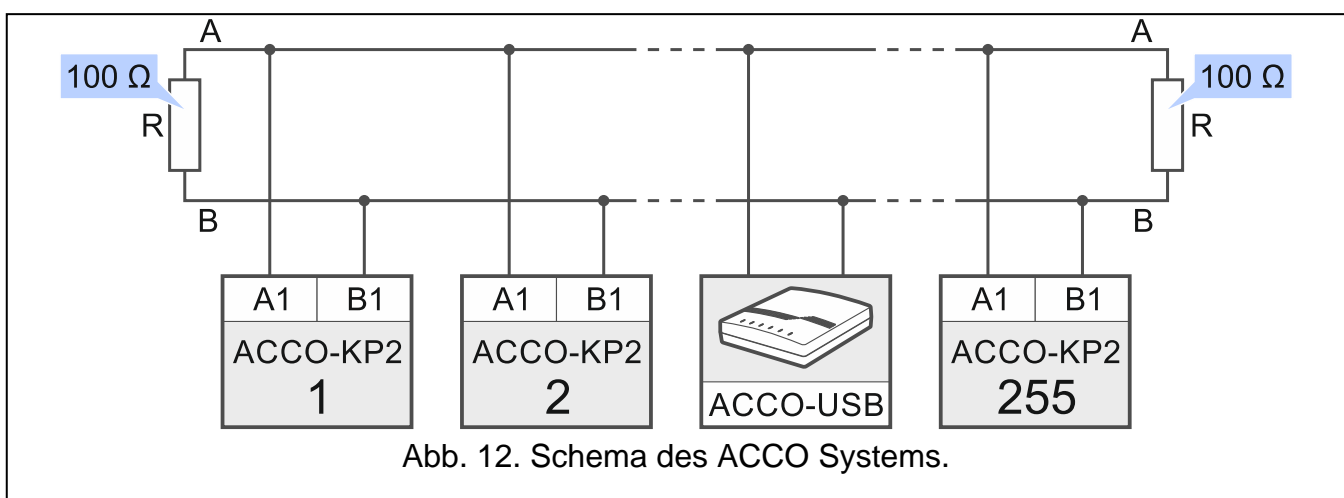 A A
100 Ω 100 Ω
R R
B B
A1 B1 A1 B1 A1 B1
ACCO-KP2 ACCO-KP2 ACCO-KP2
1 2 ACCO-USB 255
Abb. 12. Schema des ACCO Systems.